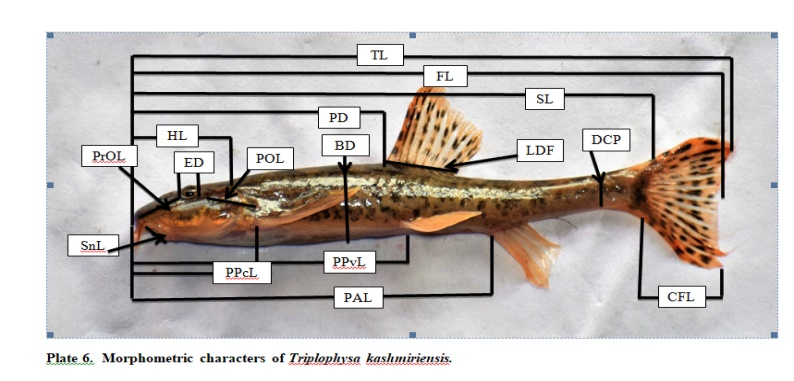 TL
FL
SL
PD
HL
BD
DCP
PrOL
ED
POL
LDF
SnL
PPvL
PPcL
PAL
CFL
Plate 6. Morphometric characters of Triplophysa kashmiriensis.